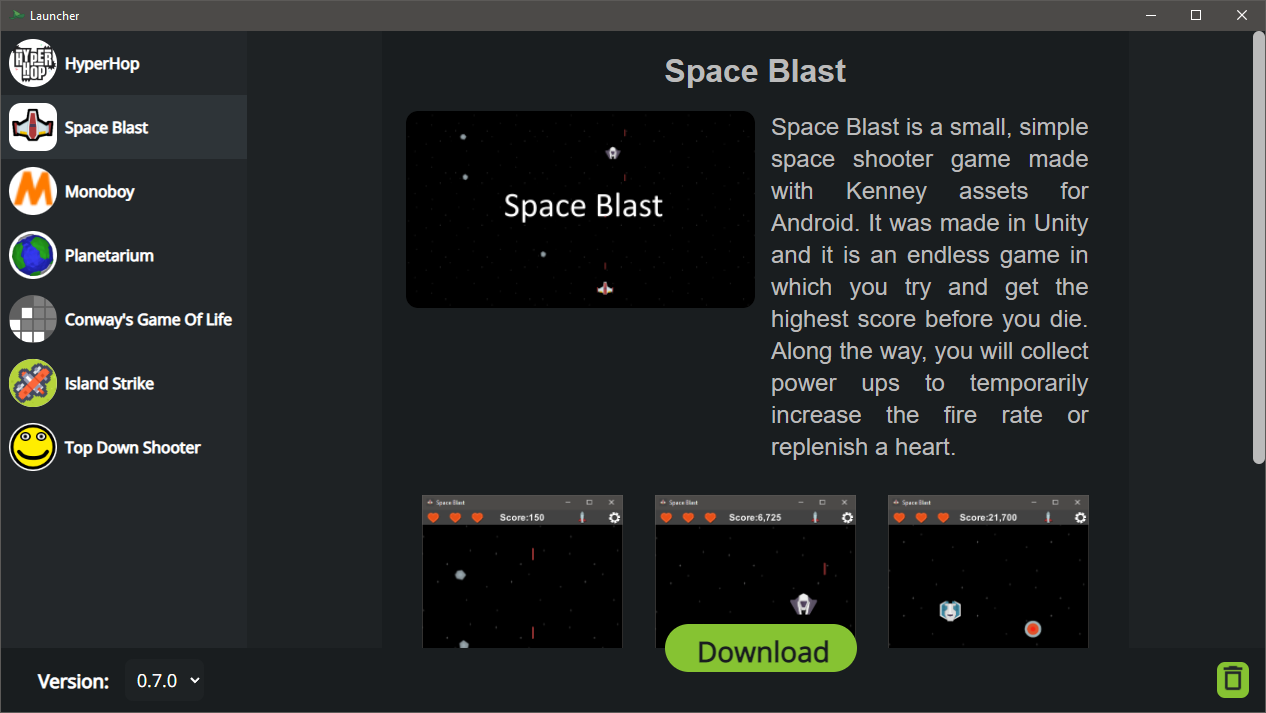 Launcher
HYPER
HOP
HyperHop
Space Blast
Monoboy
Planetarium
Conway's Game Of Life
Island Strike
Top Down Shooter
Space Blast
Space Blast
Space Blast is a small, simple
space shooter game made
with Kenney assets for
Android. It was made in Unity
and it is an endless game in
which you try and get the
highest score before you die.
Along the way, you will collect
power ups to temporarily
increase the fire rate or
replenish a heart.
Space Blast
Score:150
Space Blast
Score:6,725
Space Blast
Score:21,700
Download
Version: 0.7.0